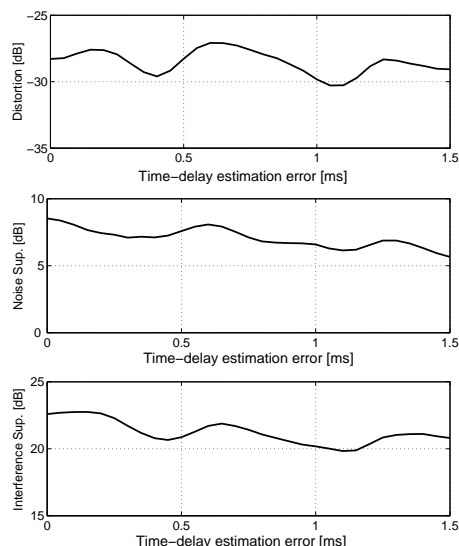 −25
−30
−35
Distortion [dB]
0 0.5 1 1.5
Time−delay estimation error [ms]
10
5
0
Noise Sup. [dB]
0 0.5 1 1.5
Time−delay estimation error [ms]
25
20
15
Interference Sup. [dB]
0 0.5 1 1.5
Time−delay estimation error [ms]